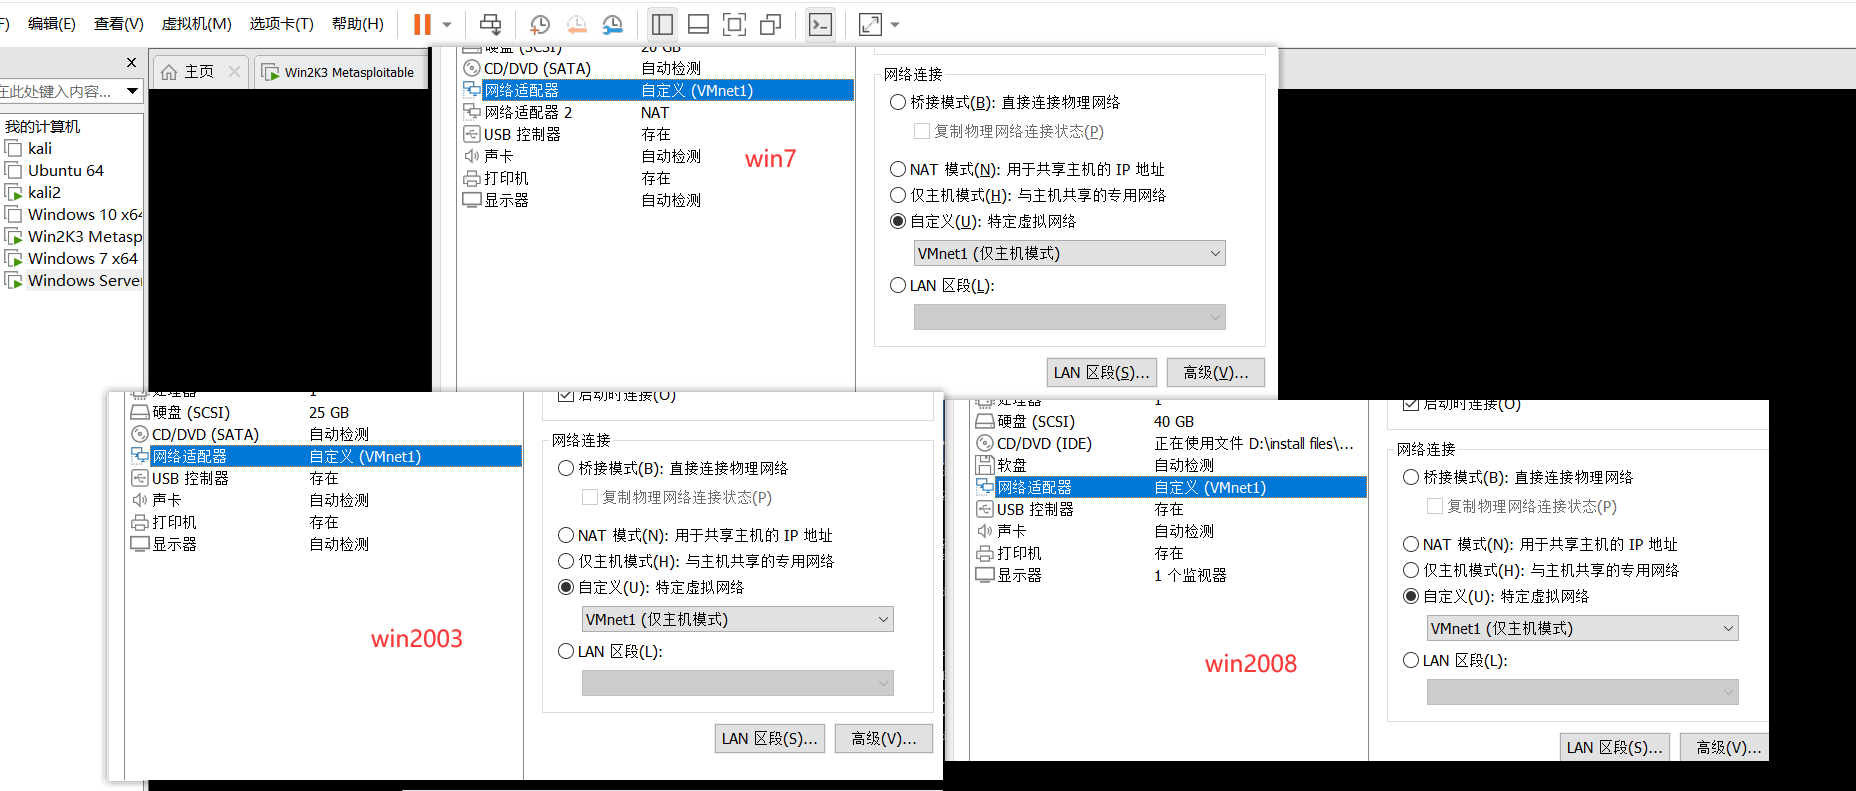 编辑(E) 查看(V) 虚拟机(M) 选项卡(T) 帮助(H)
在此处键入内容...
主页
Win2K3 Metasploitable
我的计算机
kali
Ubuntu 64
kali2
Windows 10 x64
Win2K3 Metasp
Windows 7 x64
Windows Server
硬盘 (SCSI) 20 GB
CD/DVD (SATA) 自动检测
网络适配器 自定义 (VMnet1)
网络适配器 2 NAT
USB 控制器 存在
声卡 自动检测
打印机 存在
显示器 自动检测
win7
网络连接
桥接模式(B): 直接连接物理网络
复制物理网络连接状态(P)
NAT 模式(N): 用于共享主机的 IP 地址
仅主机模式(H): 与主机共享的专用网络
自定义(U): 特定虚拟网络
VMnet1 (仅主机模式)
LAN 区段(L):
LAN 区段(S)... 高级(V)...
处理器 1
硬盘 (SCSI) 25 GB
CD/DVD (SATA) 自动检测
网络适配器 自定义 (VMnet1)
USB 控制器 存在
声卡 自动检测
打印机 存在
显示器 自动检测
win2003
启动时连接(O)
网络连接
桥接模式(B): 直接连接物理网络
复制物理网络连接状态(P)
NAT 模式(N): 用于共享主机的 IP 地址
仅主机模式(H): 与主机共享的专用网络
自定义(U): 特定虚拟网络
VMnet1 (仅主机模式)
LAN 区段(L):
LAN 区段(S)... 高级(V)...
处理器 1
硬盘 (SCSI) 40 GB
CD/DVD (IDE) 正在使用文件 D:\install files\...
软盘 自动检测
网络适配器 自定义 (VMnet1)
USB 控制器 存在
声卡 自动检测
打印机 存在
显示器 1 个监视器
win2008
启动时连接(O)
网络连接
桥接模式(B): 直接连接物理网络
复制物理网络连接状态(P)
NAT 模式(N): 用于共享主机的 IP 地址
仅主机模式(H): 与主机共享的专用网络
自定义(U): 特定虚拟网络
VMnet1 (仅主机模式)
LAN 区段(L):
LAN 区段(S)... 高级(V)...